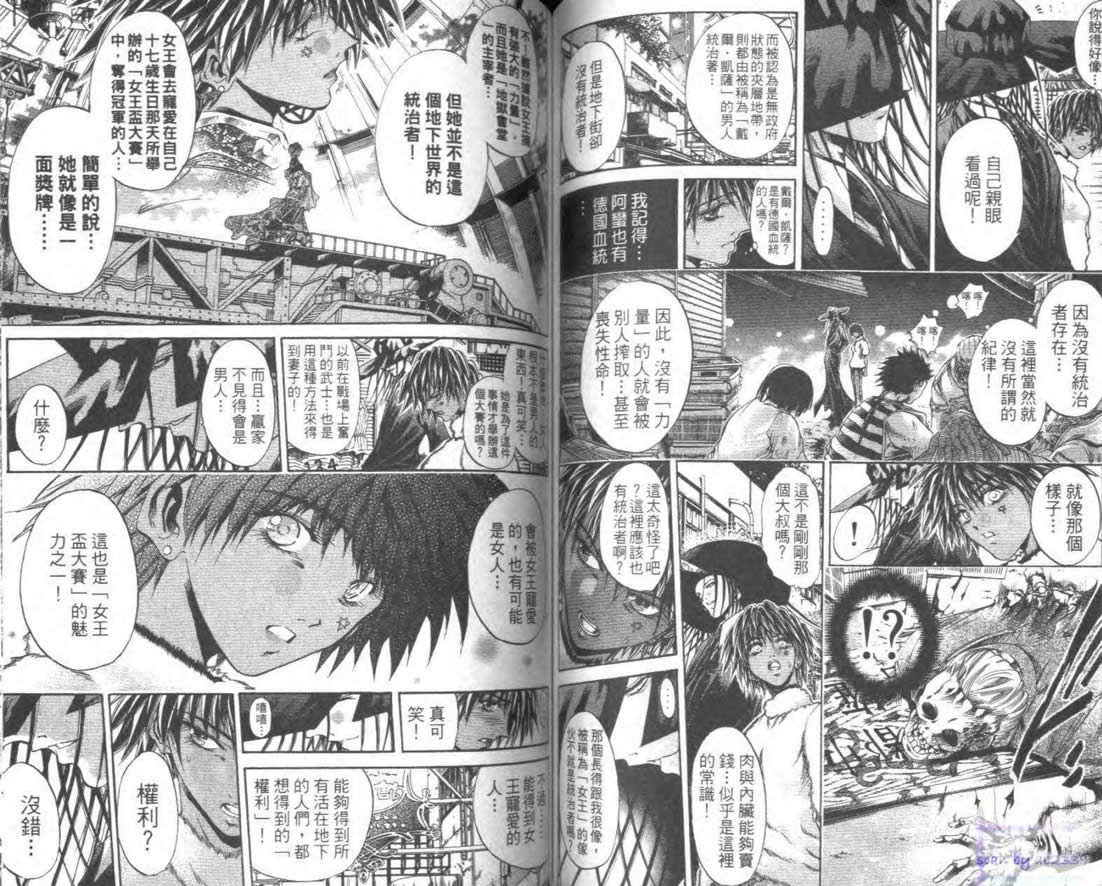 你說得好像…
自己親眼
看過呢！
…
而被認為是無政府
狀態的夾層地帶，
則都由被稱為「戴
爾．凱薩」的男人
統治著…
但是地下街卻
沒有統治者！
戴爾．凱薩？
是有德國血統
的人嗎？
我記得…
阿蠻也有
德國血統
…
因為沒有統治
者存在…
這裡當然就
沒有所謂的
紀律！
喀！
喀！
喀！
因此，沒有「力
量」的人就會被
別人搾取…甚至
喪失性命！
就像那個
樣子…
！
這不是剛剛那
個大叔嗎？
這太奇怪了吧
？這裡應該也
有統治者啊？
!?
肉與內臟能夠賣
錢…似乎是這裡
的常識！
…
那個長得跟我很像，
被稱為「女王」的傢
伙不就是統治者嗎？
不！雖然據說女王擁
有強大的「力量」，
而且她是「地獄會堂
」的主宰者…
但她並不是這
個地下世界的
統治者！
女王會去寵愛在自己
十七歲生日那天所舉
辦的「女王盃大賽」
中，奪得冠軍的人…
簡單的說…
她就像是一
面獎牌……
根本不是男人的
東西！真可笑…
她是為了這件
事情才舉辦這
個大賽的嗎？
以前在戰場上奮
鬥的武士…也是
用這種方法來得
到妻子的！
而且…贏家
不見得會是
男人…
什麼？
會被女王寵愛
的，也有可能
是女人…
這也是「女王
盃大賽」的魅
力之一！
真可
笑！
嘻嘻…
不過……
能得到女
王寵愛的
人…
能夠得到所
有活在地下
的人們，都
想得到的「
權利」！
權利？
沒錯…